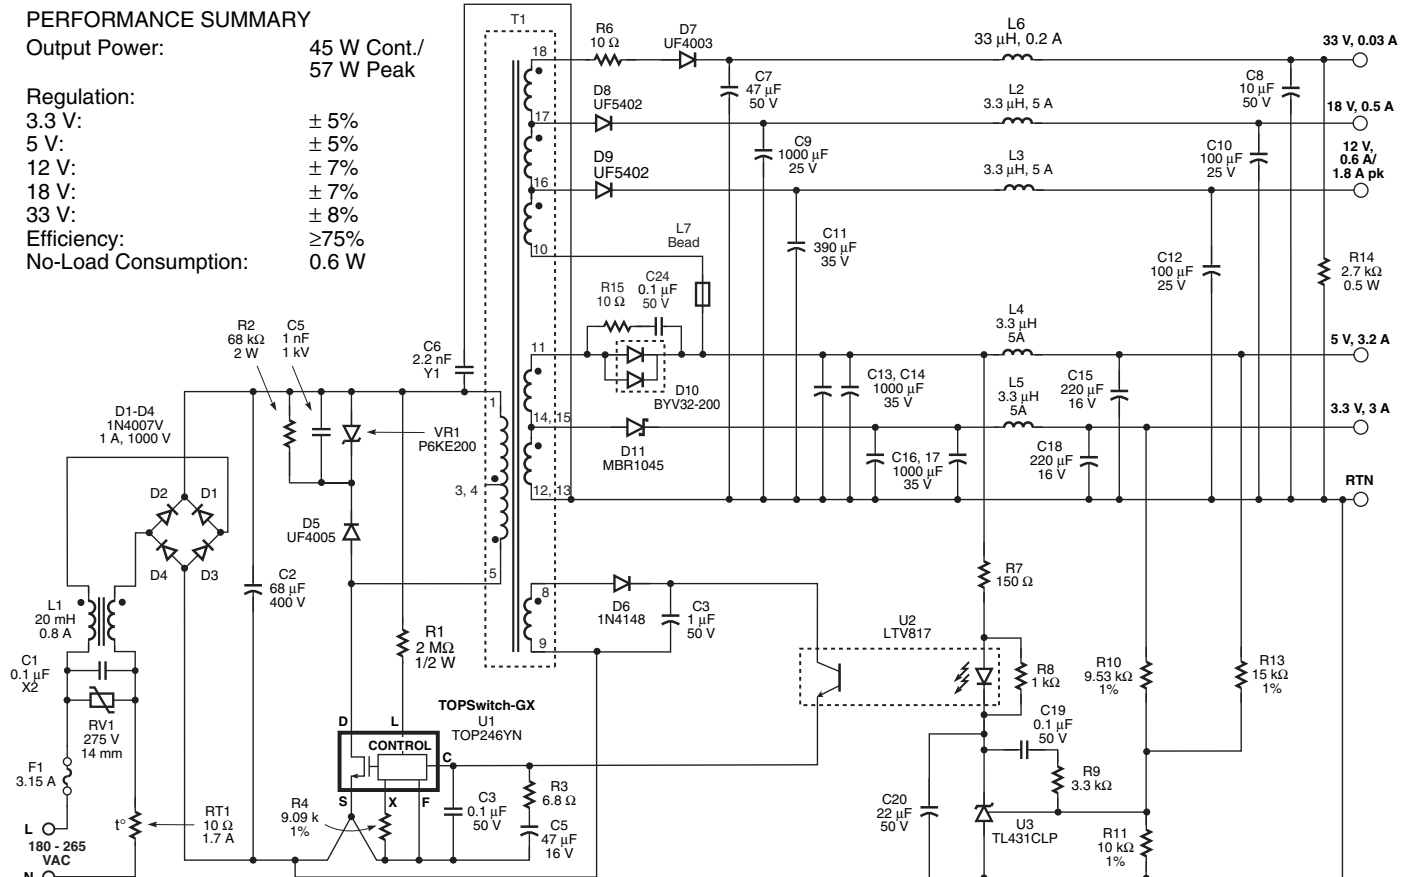 PERFORMANCE SUMMARY
Output Power: 45 W Cont./
57 W Peak
Regulation:
3.3 V: ± 5%
5 V: ± 5%
12 V: ± 7%
18 V: ± 7%
33 V: ± 8%
Efficiency: ≥75%
No-Load Consumption: 0.6 W
T1
18
17
16
10
11
14, 15
12, 13
8
9
1
3, 4
5
R6
10 Ω
D7
UF4003
L6
33 µH, 0.2 A
33 V, 0.03 A
C7
47 µF
50 V
C8
10 µF
50 V
D8
UF5402
L2
3.3 µH, 5 A
18 V, 0.5 A
C9
1000 µF
25 V
C10
100 µF
25 V
D9
UF5402
L3
3.3 µH, 5 A
12 V,
0.6 A/
1.8 A pk
C11
390 µF
35 V
C12
100 µF
25 V
R14
2.7 kΩ
0.5 W
L7
Bead
R15
10 Ω
C24
0.1 µF
50 V
D10
BYV32-200
C13, C14
1000 µF
35 V
L4
3.3 µH
5A
C15
220 µF
16 V
5 V, 3.2 A
D11
MBR1045
C16, 17
1000 µF
35 V
L5
3.3 µH
5A
C18
220 µF
16 V
3.3 V, 3 A
RTN
R2
68 kΩ
2 W
C5
1 nF
1 kV
C6
2.2 nF
Y1
VR1
P6KE200
D5
UF4005
D1-D4
1N4007V
1 A, 1000 V
D2
D1
D4
D3
C2
68 µF
400 V
L1
20 mH
0.8 A
C1
0.1 µF
X2
RV1
275 V
14 mm
F1
3.15 A
RT1
10 Ω
1.7 A
t°
L
180 - 265
VAC
N
R1
2 MΩ
1/2 W
TOPSwitch-GX
U1
TOP246YN
D
L
CONTROL
C
S
X
F
R4
9.09 k
1%
C3
0.1 µF
50 V
R3
6.8 Ω
C5
47 µF
16 V
D6
1N4148
C3
1 µF
50 V
U2
LTV817
R7
150 Ω
R8
1 kΩ
C19
0.1 µF
50 V
R9
3.3 kΩ
C20
22 µF
50 V
U3
TL431CLP
R10
9.53 kΩ
1%
R13
15 kΩ
1%
R11
10 kΩ
1%